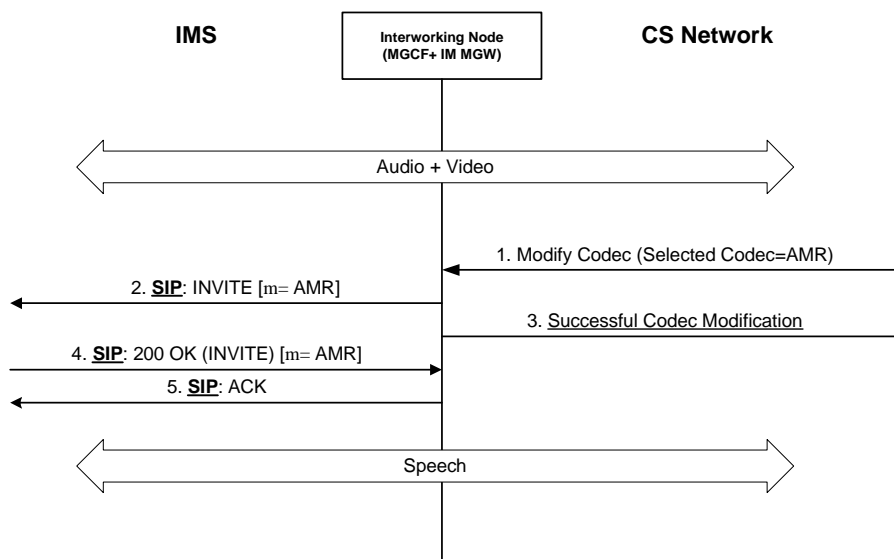 IMS
Interworking Node
(MGCF+ IM MGW)
CS Network
Audio + Video
1. Modify Codec (Selected Codec=AMR)
2. SIP: INVITE [m= AMR]
3. Successful Codec Modification
4. SIP: 200 OK (INVITE) [m= AMR]
5. SIP: ACK
Speech